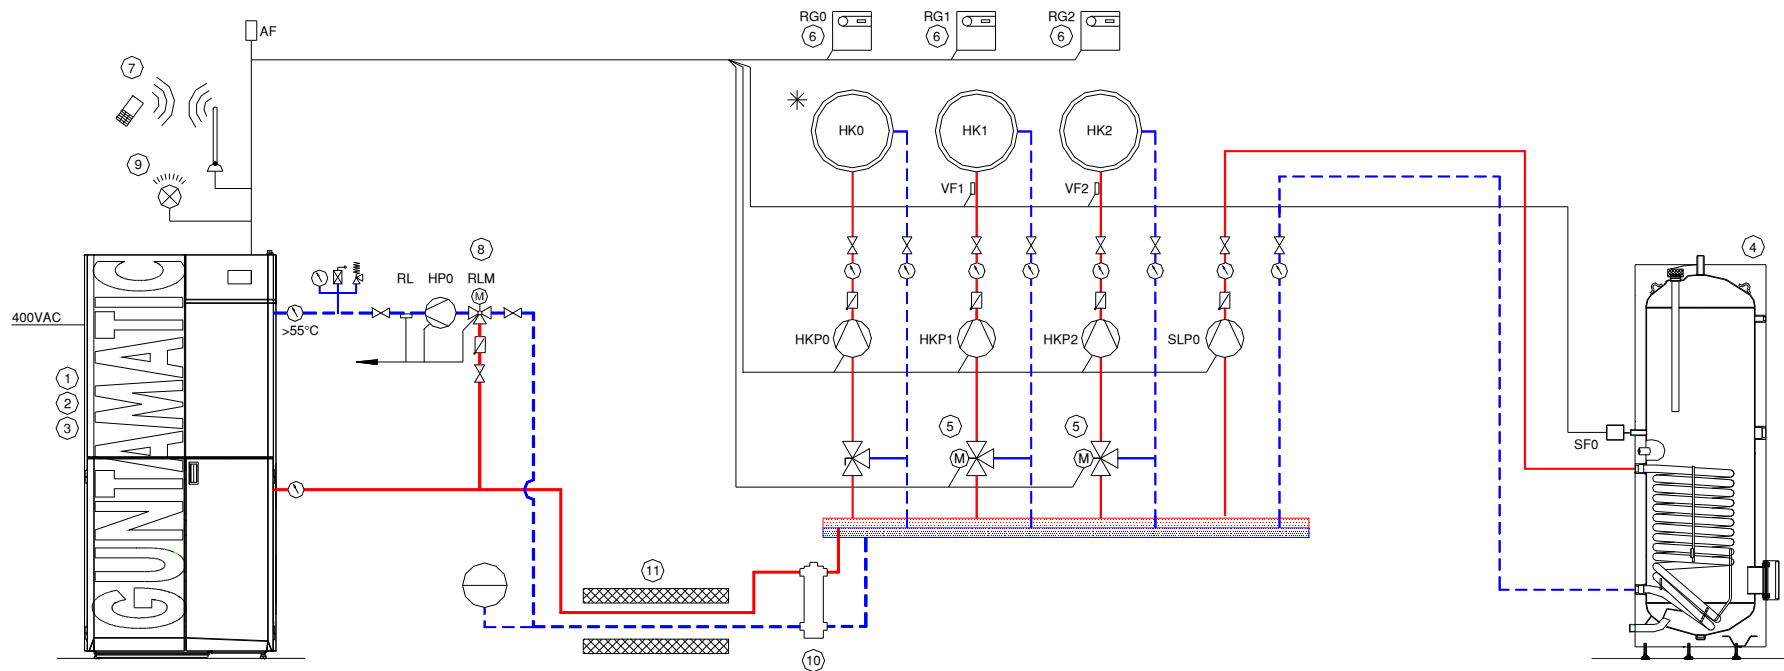 AF
RG0
6
RG1
6
RG2
6
7
9
HK0
HK1
HK2
VF1
VF2
8
4
RL
HP0
RLM
M
400VAC
>55°C
HKP0
HKP1
HKP2
SLP0
1
2
3
GUNTAMATIC
5
5
M
M
SF0
11
10